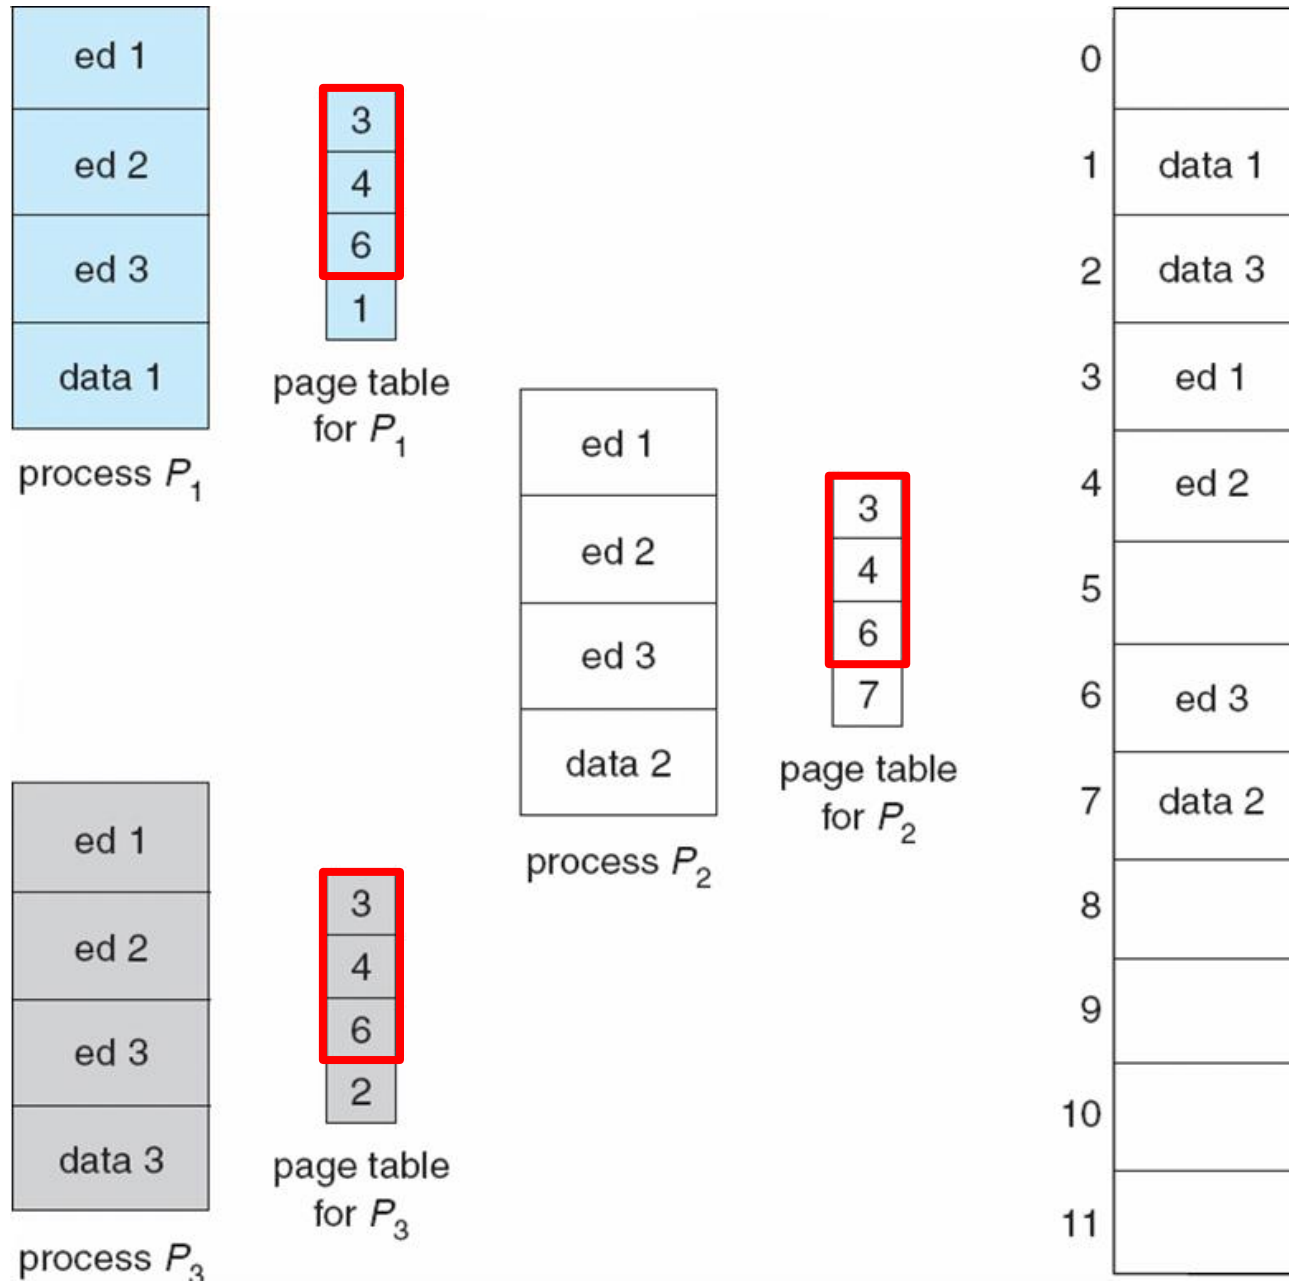 ed 1
ed 2
ed 3
data 1
process P1
3
4
6
1
page table
for P1
ed 1
ed 2
ed 3
data 2
process P2
3
4
6
7
page table
for P2
ed 1
ed 2
ed 3
data 3
process P3
3
4
6
2
page table
for P3
0
1 data 1
2 data 3
3 ed 1
4 ed 2
5
6 ed 3
7 data 2
8
9
10
11